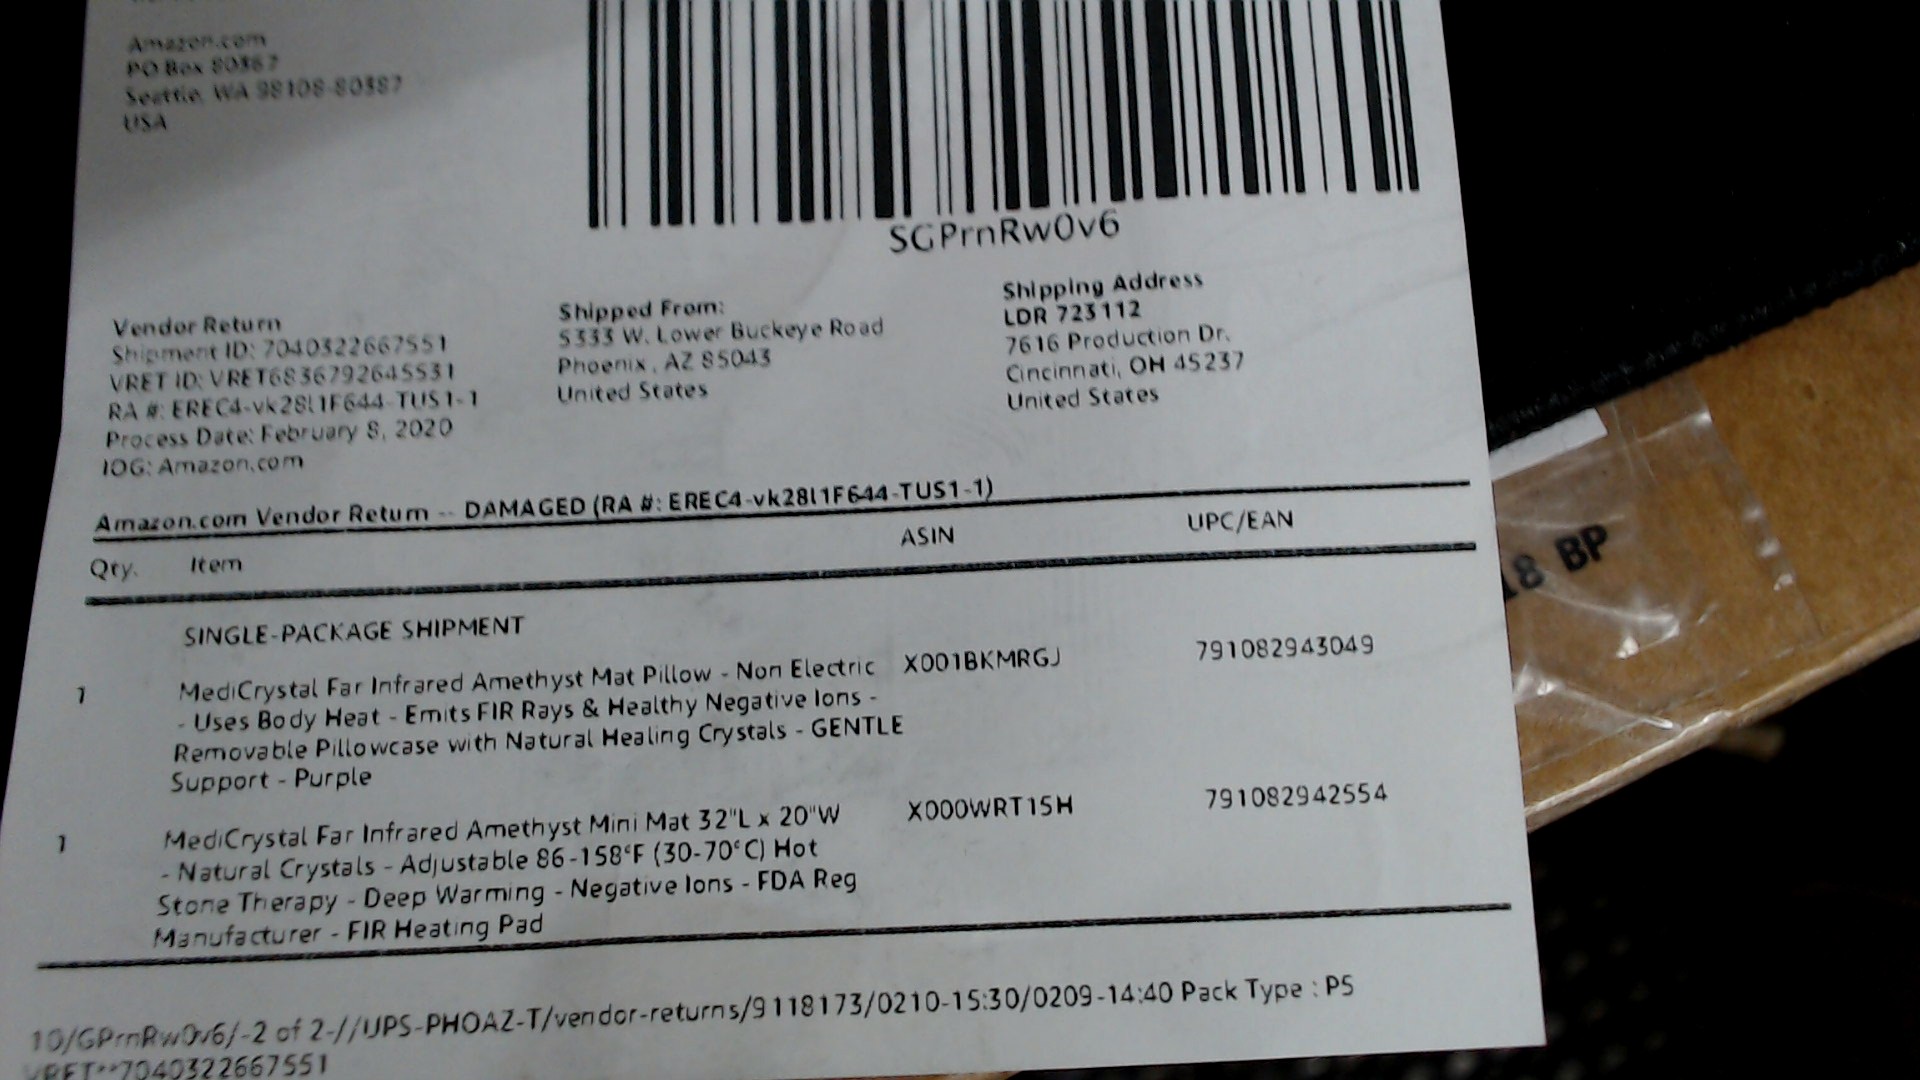 Amazon.com
PO Box 80387
Seattle, WA 98108-80387
USA
SGPrnRw0v6
Vendor Return
Shipment ID: 7040322667551
VRET ID: VRET6836792645531
RA #: EREC4-vk28l1F644-TUS1-1
Process Date: February 8, 2020
IOG: Amazon.com
Shipped From:
5333 W. Lower Buckeye Road
Phoenix, AZ 85043
United States
Shipping Address
LDR 723112
7616 Production Dr.
Cincinnati, OH 45237
United States
Amazon.com Vendor Return -- DAMAGED (RA #: EREC4-vk28l1F644-TUS1-1)
Qty. Item ASIN UPC/EAN
SINGLE-PACKAGE SHIPMENT
1 MediCrystal Far Infrared Amethyst Mat Pillow - Non Electric X001BKMRGJ 791082943049
- Uses Body Heat - Emits FIR Rays & Healthy Negative Ions -
Removable Pillowcase with Natural Healing Crystals - GENTLE
Support - Purple
1 MediCrystal Far Infrared Amethyst Mini Mat 32"L x 20"W X000WRT15H 791082942554
- Natural Crystals - Adjustable 86-158°F (30-70°C) Hot
Stone Therapy - Deep Warming - Negative Ions - FDA Reg
Manufacturer - FIR Heating Pad
10/GPrnRw0v6/-2 of 2-//UPS-PHOAZ-T/vendor-returns/9118173/0210-15:30/0209-14:40 Pack Type : P5
VRET**7040322667551
18 BP